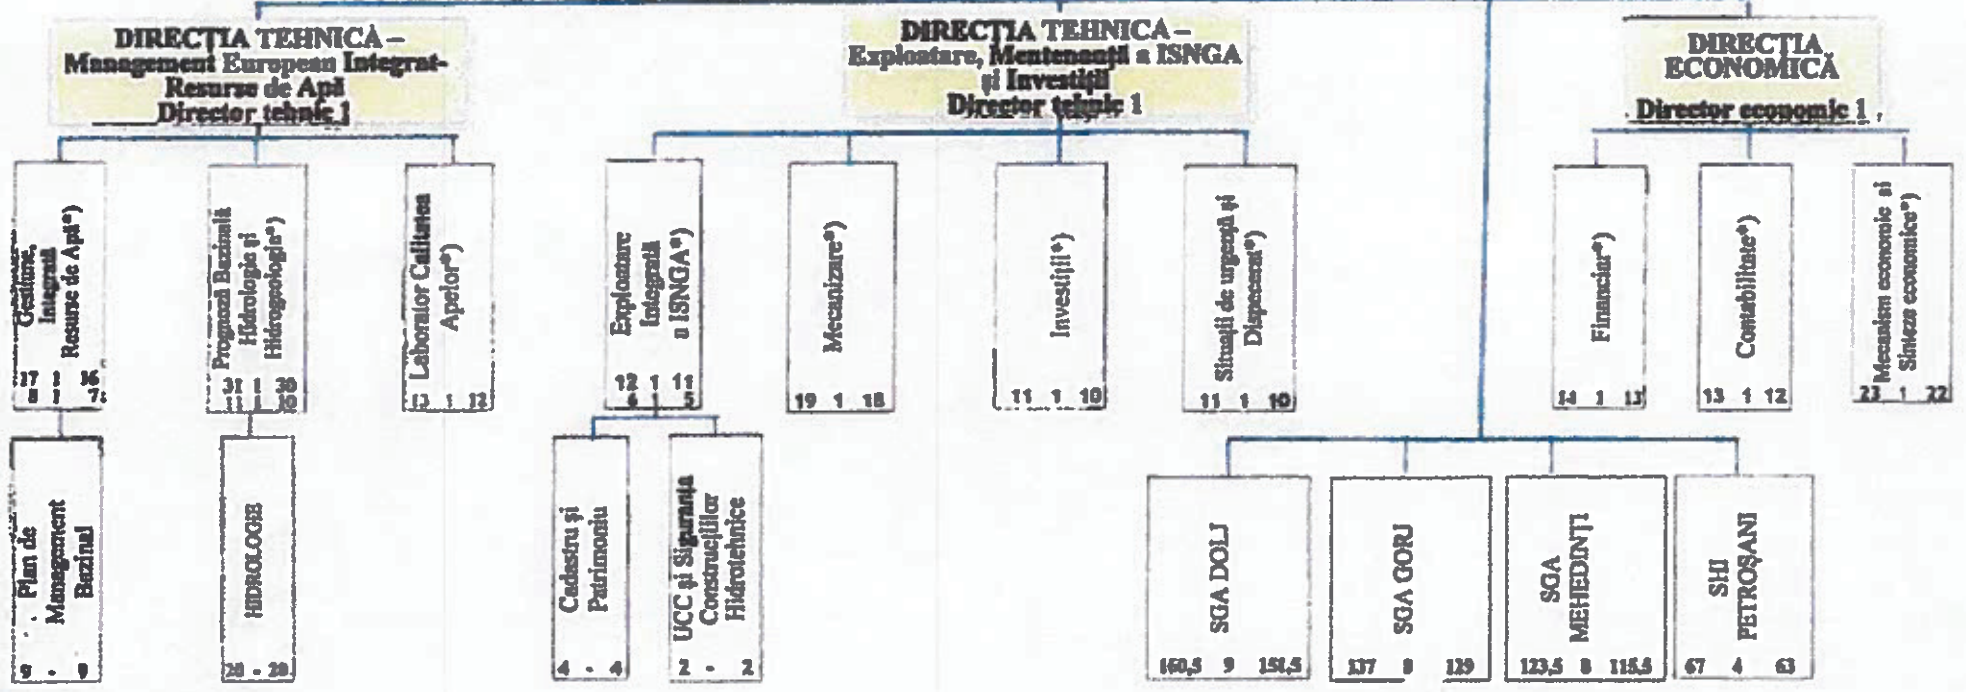 DIRECȚIA TEHNICĂ –
Management European Integrat-
Resurse de Apă
Director tehnic 1
DIRECȚIA TEHNICĂ –
Exploatare, Mentenanță a ISNGA
și Investiții
Director tehnic 1
DIRECȚIA
ECONOMICĂ
Director economic 1
Gestiune,
Integrată
Resurse de Apă*)
17 1 16
8 1 7
Prognoză Bazinală
Hidrologie și
Hidrogeologie*)
31 1 30
11 1 10
Laborator Calitatea
Apelor*)
13 1 12
Exploatare
Integrată
a ISNGA*)
12 1 11
6 1 5
Mecanizare*)
19 1 18
Investiții*)
11 1 10
Situații de urgență și
Dispecerat*)
11 1 10
Financiar*)
14 1 13
Contabilitate*)
13 1 12
Mecanism economic si
Sinteze economice*)
23 1 22
Plan de
Management
Bazinal
9 - 9
HIDROLOGIE
20 - 20
Cadastru și
Patrimoniu
4 - 4
UCC și Siguranța
Construcțiilor
Hidrotehnice
2 - 2
SGA DOLJ
160,5 9 151,5
SGA GORJ
137 8 129
SGA
MEHEDINȚI
123,5 8 115,5
SHI
PETROȘANI
67 4 63